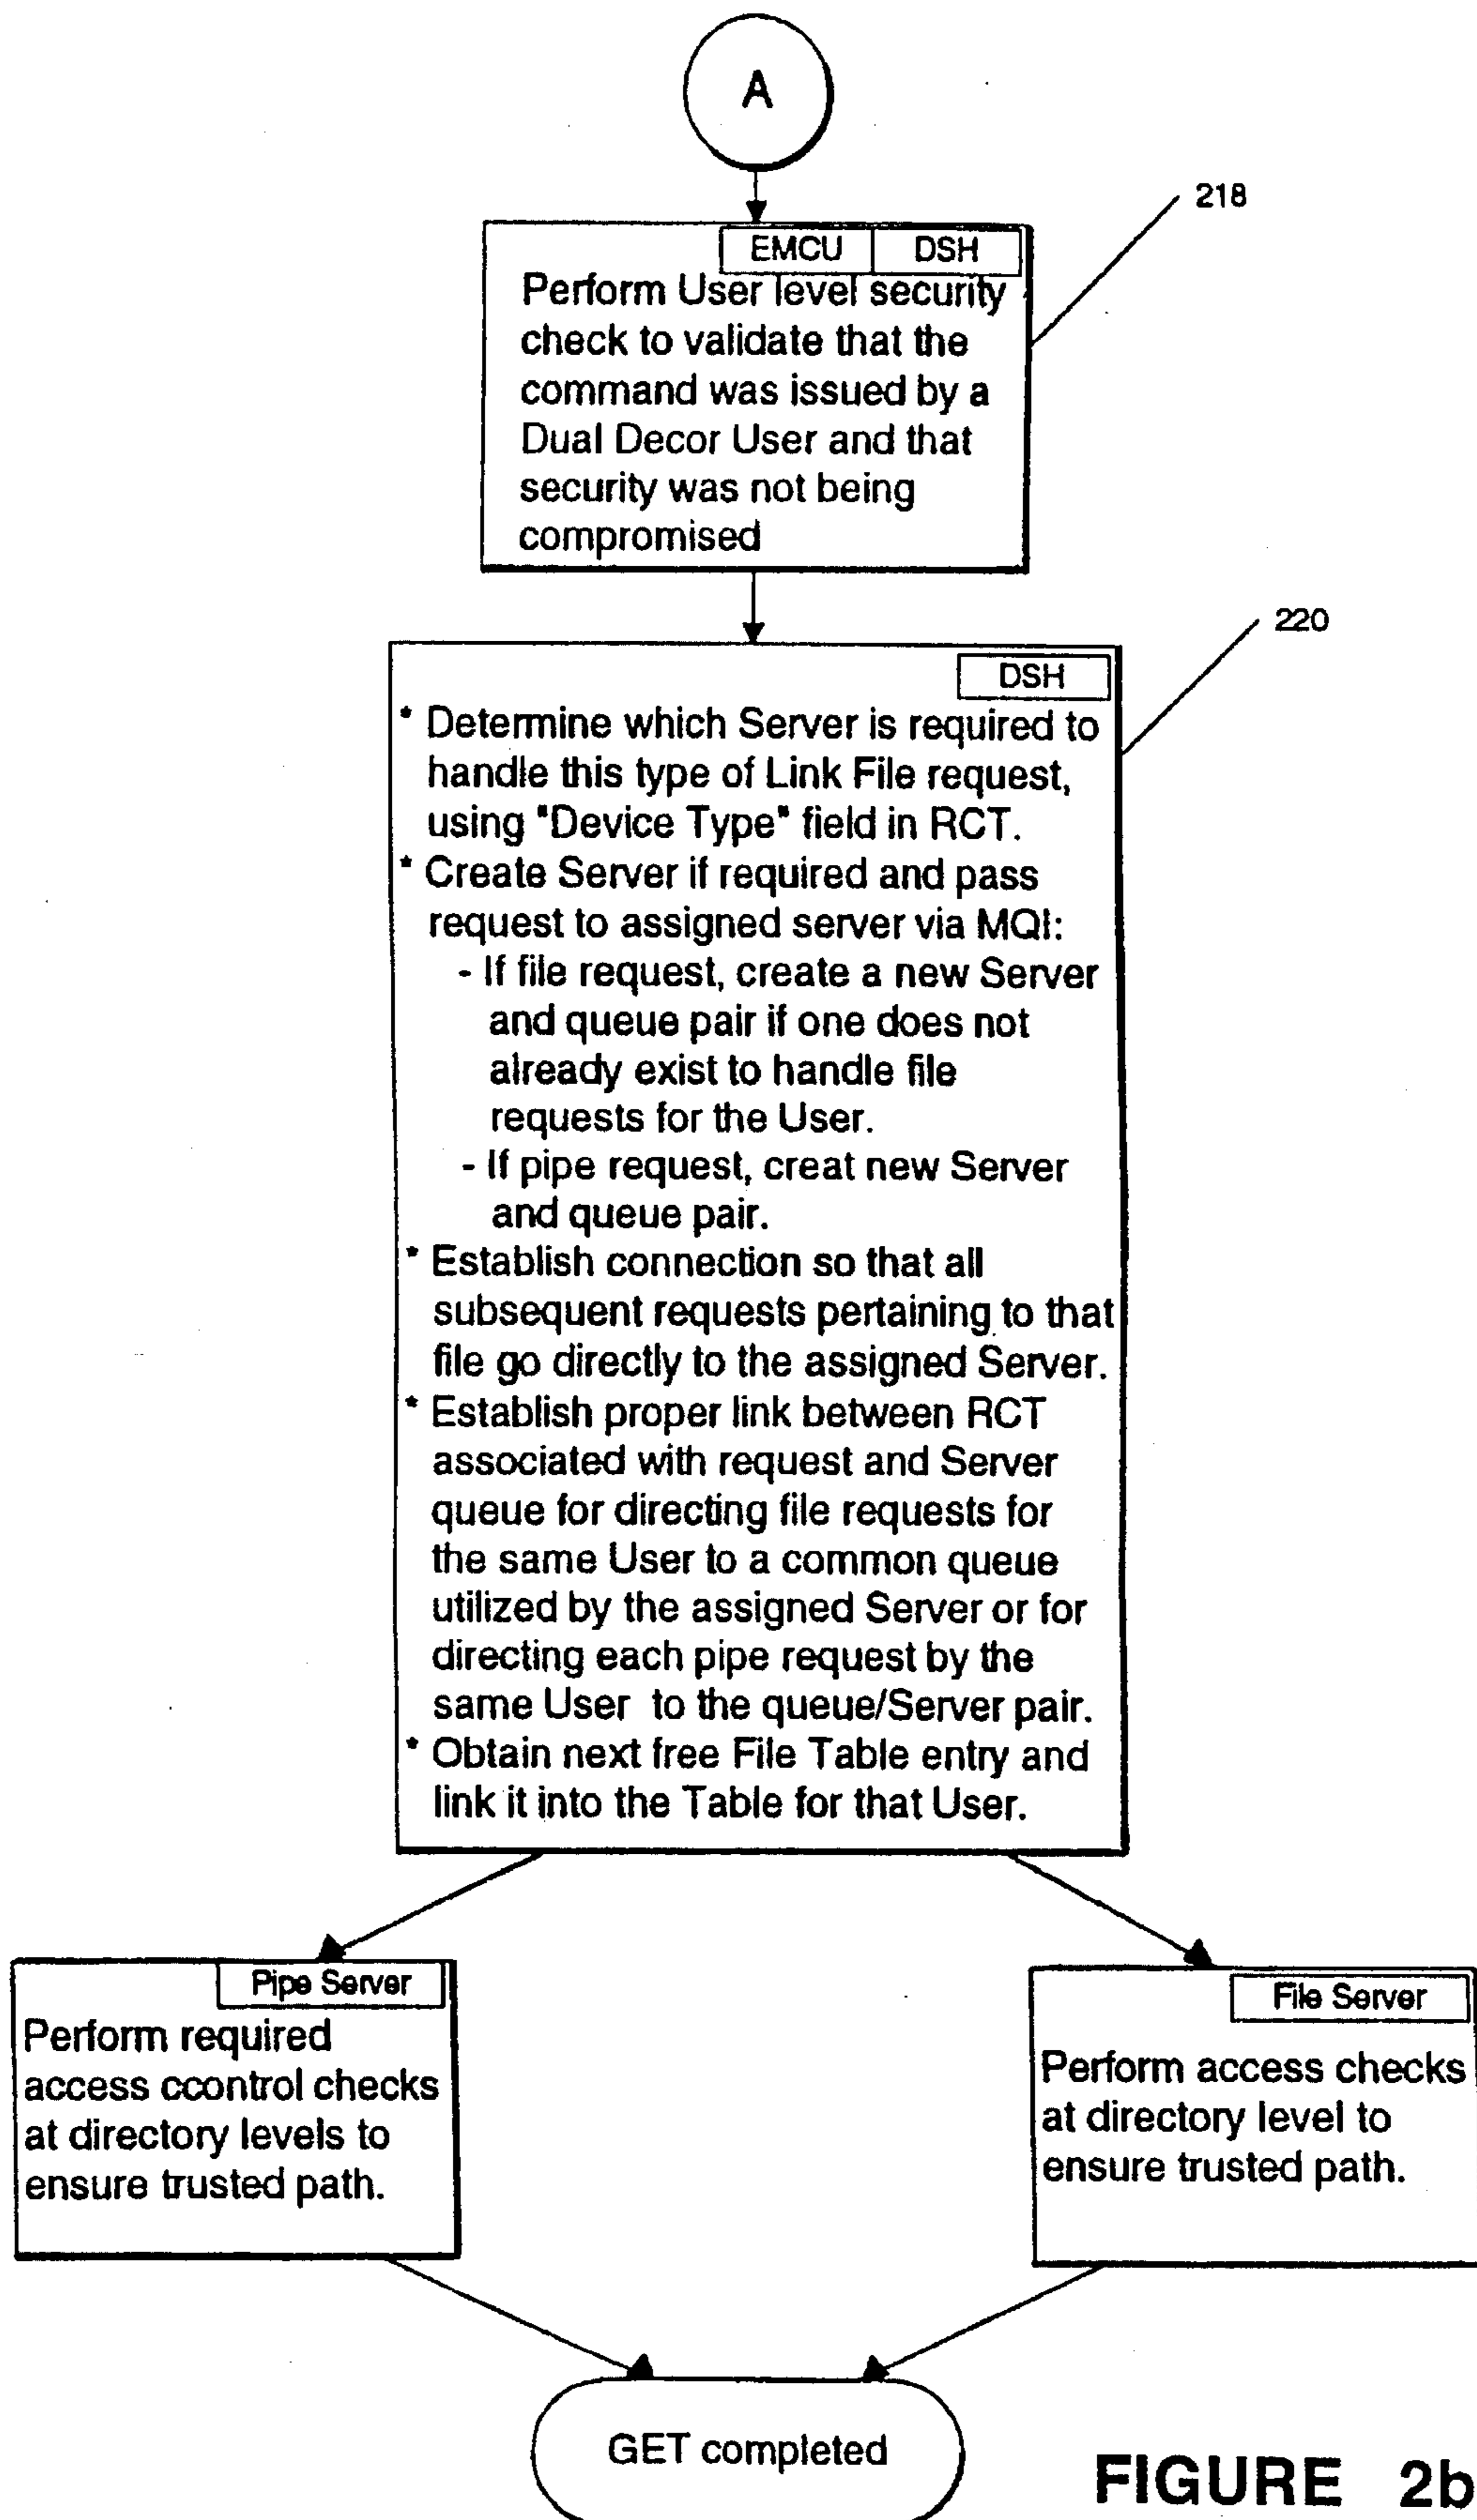 A
218
EMCU DSH
Perform User level security
check to validate that the
command was issued by a
Dual Decor User and that
security was not being
compromised
220
DSH
* Determine which Server is required to
handle this type of Link File request,
using "Device Type" field in RCT.
* Create Server if required and pass
request to assigned server via MQI:
- If file request, create a new Server
and queue pair if one does not
already exist to handle file
requests for the User.
- If pipe request, creat new Server
and queue pair.
* Establish connection so that all
subsequent requests pertaining to that
file go directly to the assigned Server.
* Establish proper link between RCT
associated with request and Server
queue for directing file requests for
the same User to a common queue
utilized by the assigned Server or for
directing each pipe request by the
same User to the queue/Server pair.
* Obtain next free File Table entry and
link it into the Table for that User.
Pipe Server
Perform required
access ccontrol checks
at directory levels to
ensure trusted path.
File Server
Perform access checks
at directory level to
ensure trusted path.
GET completed
FIGURE 2b